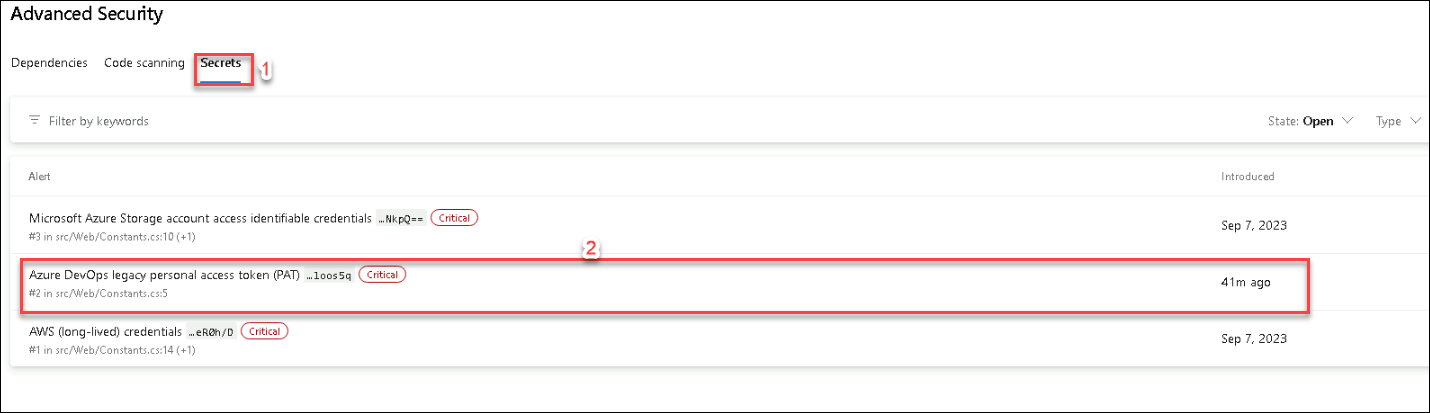 Advanced Security
Dependencies Code scanning Secrets 1
Filter by keywords State: Open Type
Alert Introduced
Microsoft Azure Storage account access identifiable credentials …NkpQ== Critical Sep 7, 2023
#3 in src/Web/Constants.cs:10 (+1)
2
Azure DevOps legacy personal access token (PAT) …loos5q Critical 41m ago
#2 in src/Web/Constants.cs:5
AWS (long-lived) credentials …eR0h/D Critical Sep 7, 2023
#1 in src/Web/Constants.cs:14 (+1)